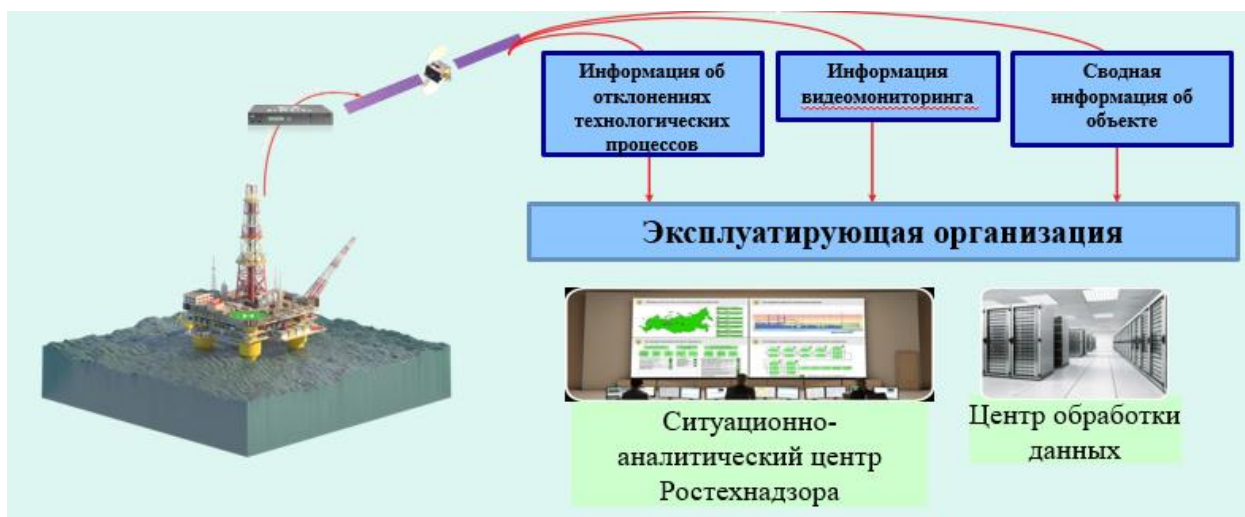 Информация об
отклонениях
технологических
процессов
Информация
видеомониторинга
Сводная
информация об
объекте
Эксплуатирующая организация
Ситуационно-
аналитический центр
Ростехнадзора
Центр обработки
данных